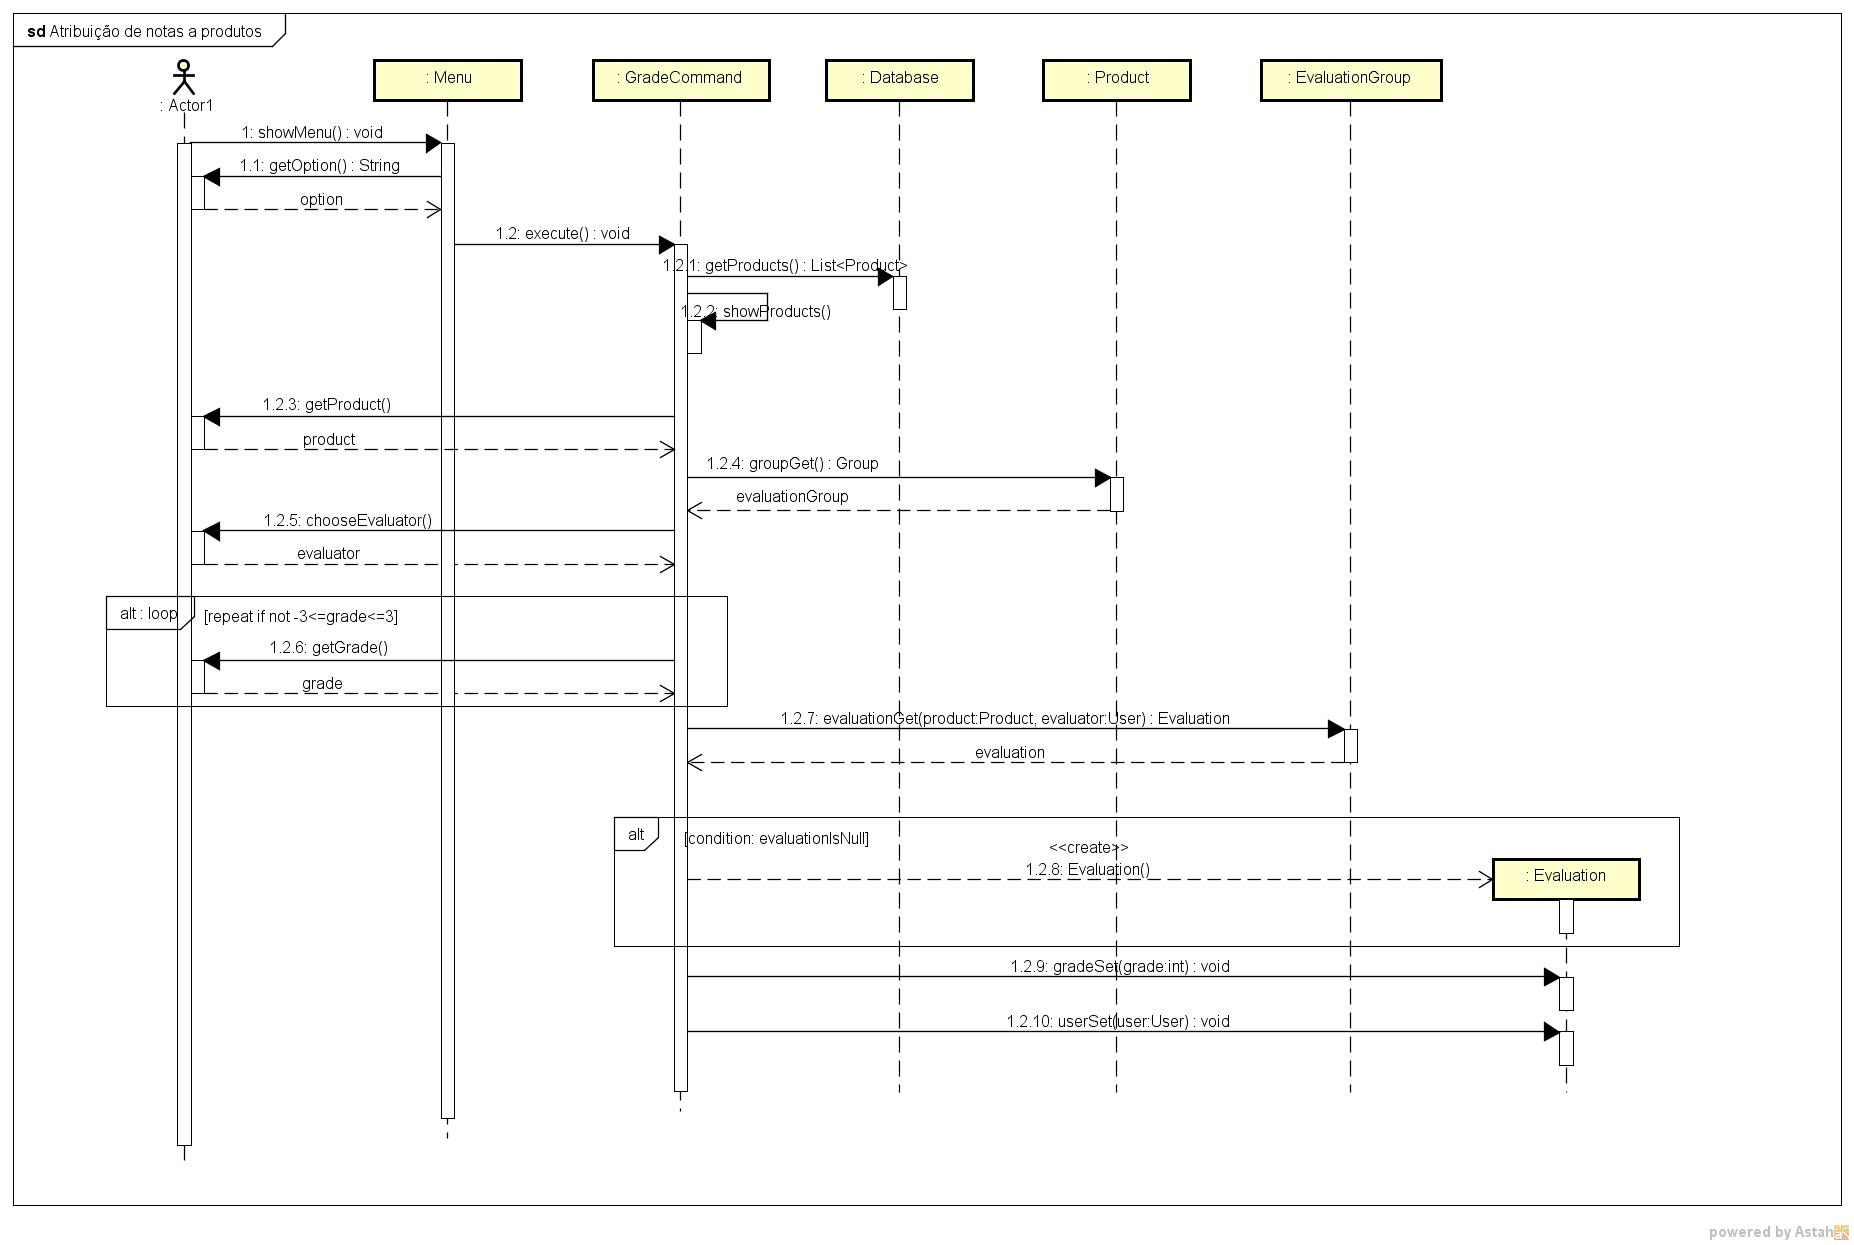 sd Atribuição de notas a produtos
: Actor1
: Menu
: GradeCommand
: Database
: Product
: EvaluationGroup
1: showMenu() : void
1.1: getOption() : String
option
1.2: execute() : void
1.2.1: getProducts() : List<Product>
1.2.2: showProducts()
1.2.3: getProduct()
product
1.2.4: groupGet() : Group
evaluationGroup
1.2.5: chooseEvaluator()
evaluator
alt : loop
[repeat if not -3<=grade<=3]
1.2.6: getGrade()
grade
1.2.7: evaluationGet(product:Product, evaluator:User) : Evaluation
evaluation
alt
[condition: evaluationIsNull]
<<create>>
1.2.8: Evaluation()
: Evaluation
1.2.9: gradeSet(grade:int) : void
1.2.10: userSet(user:User) : void
powered by Astah